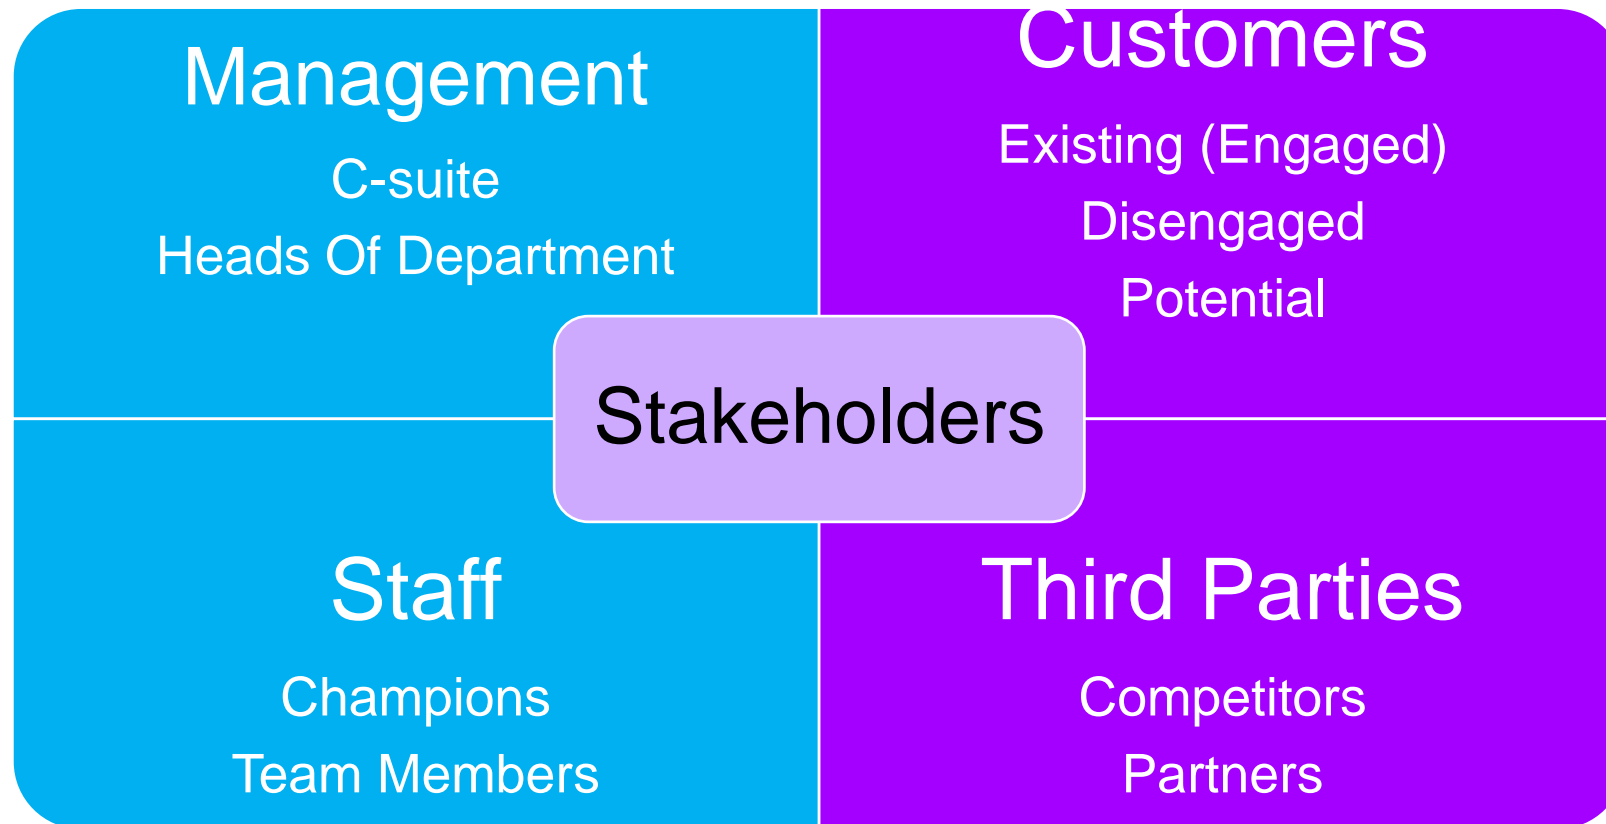 Management
C-suite
Heads Of Department
Customers
Existing (Engaged)
Disengaged
Potential
Stakeholders
Staff
Champions
Team Members
Third Parties
Competitors
Partners